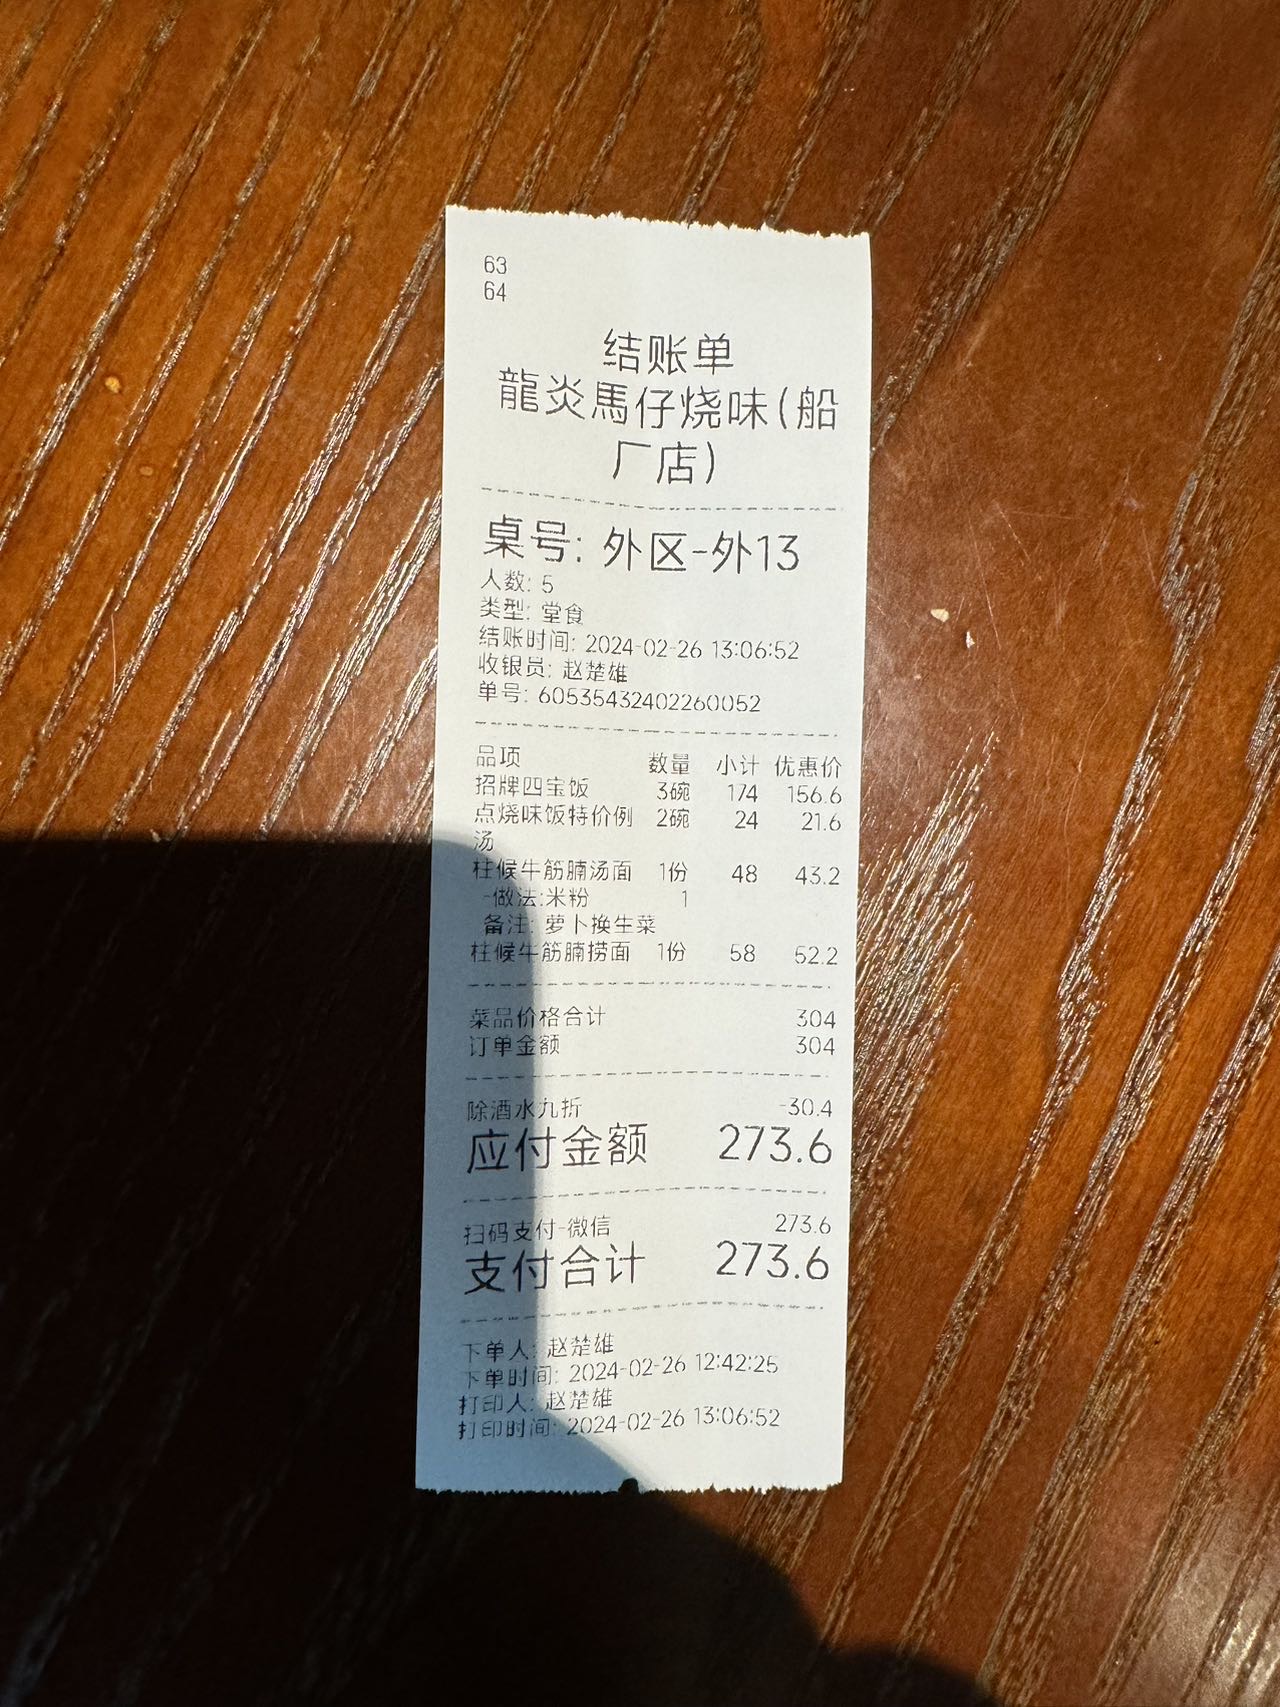 63
64
结账单
龍炎馬仔烧味(船
厂店)
桌号: 外区-外13
人数: 5
类型: 堂食
结账时间: 2024-02-26 13:06:52
收银员: 赵楚雄
单号: 60535432402260052
品项 数量 小计 优惠价
招牌四宝饭 3碗 174 156.6
点烧味饭特价例 2碗 24 21.6
汤
柱候牛筋腩汤面 1份 48 43.2
-做法:米粉 1
备注: 萝卜换生菜
柱候牛筋腩捞面 1份 58 52.2
菜品价格合计 304
订单金额 304
除酒水九折 -30.4
应付金额 273.6
扫码支付-微信 273.6
支付合计 273.6
下单人: 赵楚雄
下单时间: 2024-02-26 12:42:25
打印人: 赵楚雄
打印时间: 2024-02-26 13:06:52